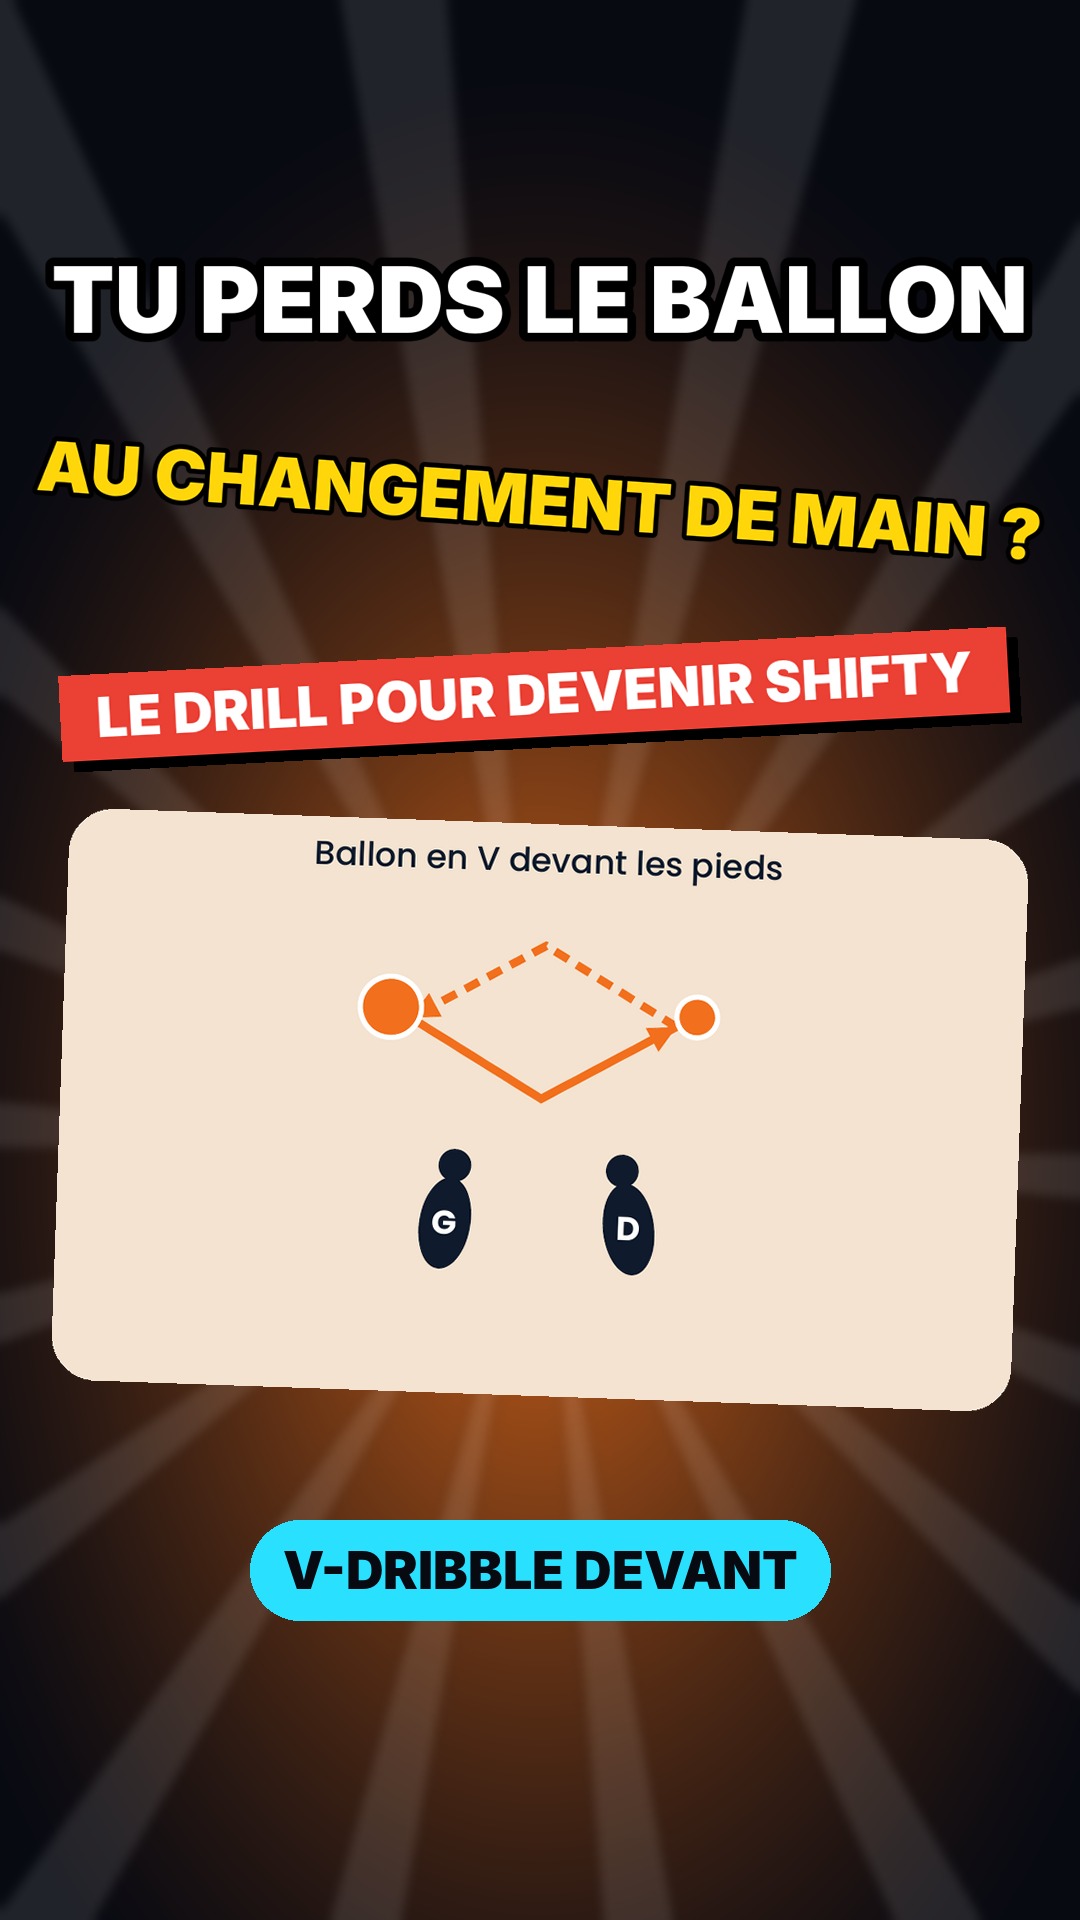 TU PERDS LE BALLON
AU CHANGEMENT DE MAIN ?
LE DRILL POUR DEVENIR SHIFTY
Ballon en V devant les pieds
G D
V-DRIBBLE DEVANT